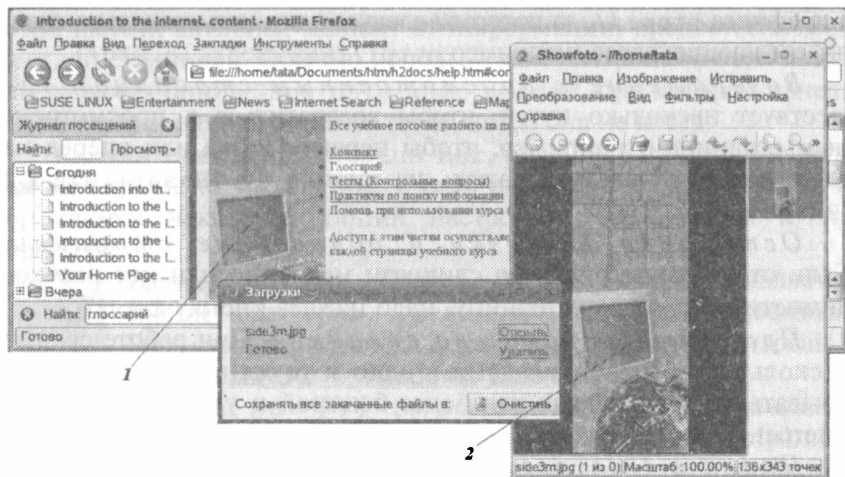 Introduction to the Internet. content - Mozilla Firefox
Файл Правка Вид Переход Закладки Инструменты Справка
file:///home/tata/Documents/htm/h2docs/help.htm#cor
SUSE LINUX Entertainment News Internet Search Reference Map
Журнал посещений
Найти: Просмотр
Сегодня
Introduction into th..
Introduction to the I...
Introduction to the I...
Introduction to the I...
Introduction to the I...
Your Home Page ...
Вчера
Все учебное пособие разбито на
Конспект
Глоссарий
Тесты (Контрольные вопросы)
Практикум по поиску информации
Помощь при использовании курса (
Доступ к этим частям осуществляе
каждой страницы учебного курса.
Найти: глоссарий
Готово
Загрузки
side3m.jpg Открыть
Готово Удалить
Сохранять все закачанные файлы в: Очистить
Showfoto - //home/tata
Файл Правка Изображение Исправить
Преобразование Вид Фильтры Настройка
Справка
side3m.jpg (1 из 0) Масштаб :100.00% 136x343 точек
1
2